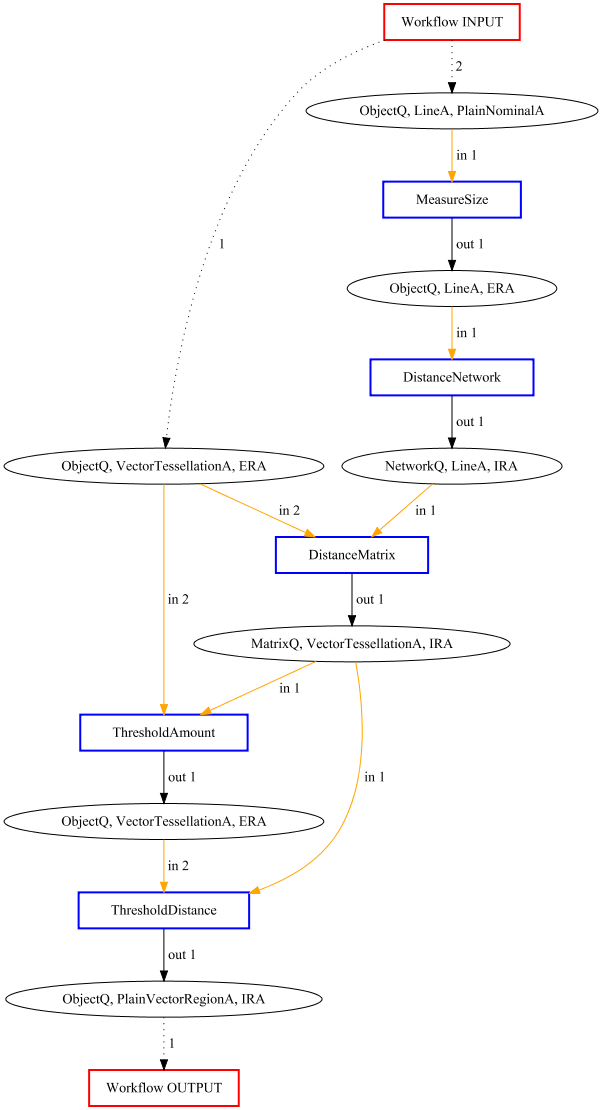 Workflow INPUT
2
ObjectQ, LineA, PlainNominalA
in 1
MeasureSize
1
out 1
ObjectQ, LineA, ERA
in 1
DistanceNetwork
out 1
ObjectQ, VectorTessellationA, ERA
NetworkQ, LineA, IRA
in 2
in 1
DistanceMatrix
in 2
out 1
MatrixQ, VectorTessellationA, IRA
in 1
ThresholdAmount
out 1
in 1
ObjectQ, VectorTessellationA, ERA
in 2
ThresholdDistance
out 1
ObjectQ, PlainVectorRegionA, IRA
1
Workflow OUTPUT